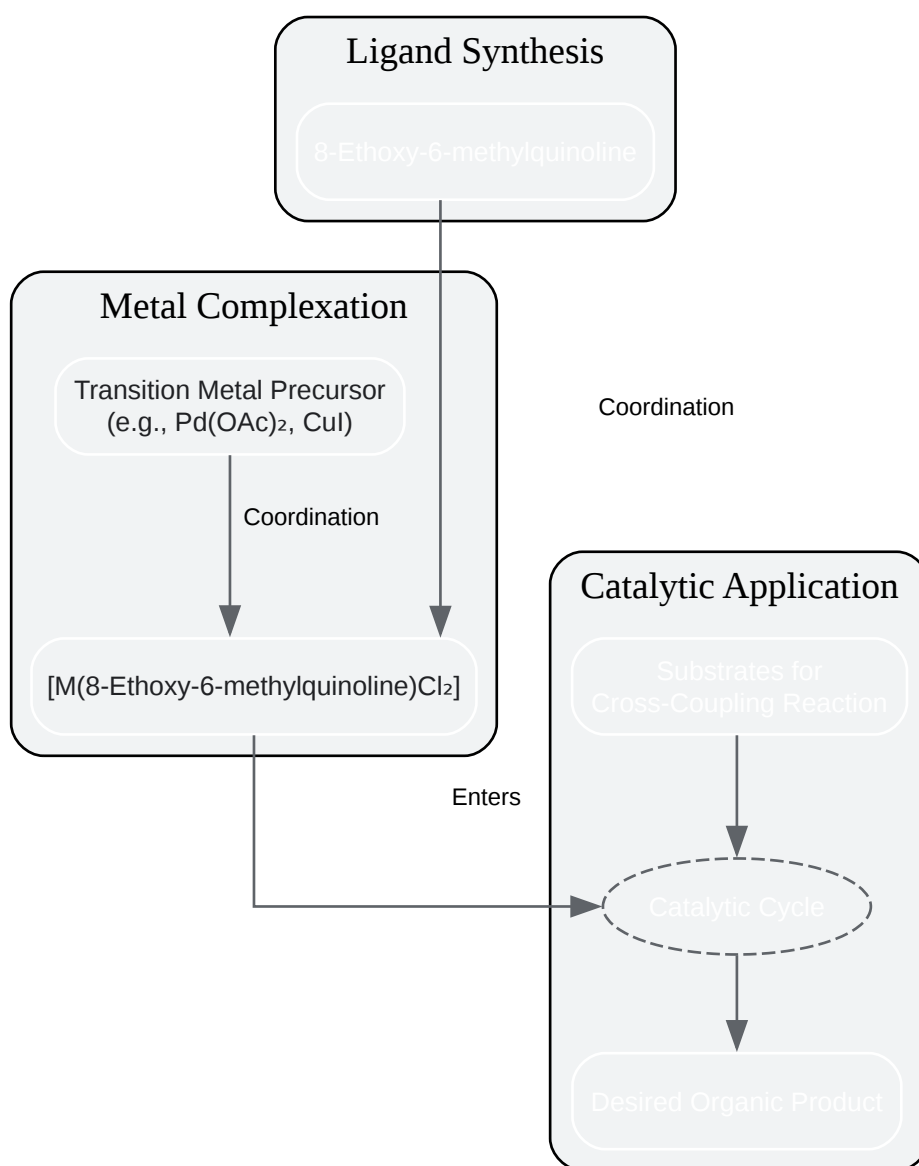 Ligand Synthesis
8-Ethoxy-6-methylquinoline
Metal Complexation
Transition Metal Precursor
(e.g., Pd(OAc)₂, CuI)
Coordination
Coordination
[M(8-Ethoxy-6-methylquinoline)Cl₂]
Enters
Catalytic Application
Substrates for
Cross-Coupling Reaction
Catalytic Cycle
Desired Organic Product